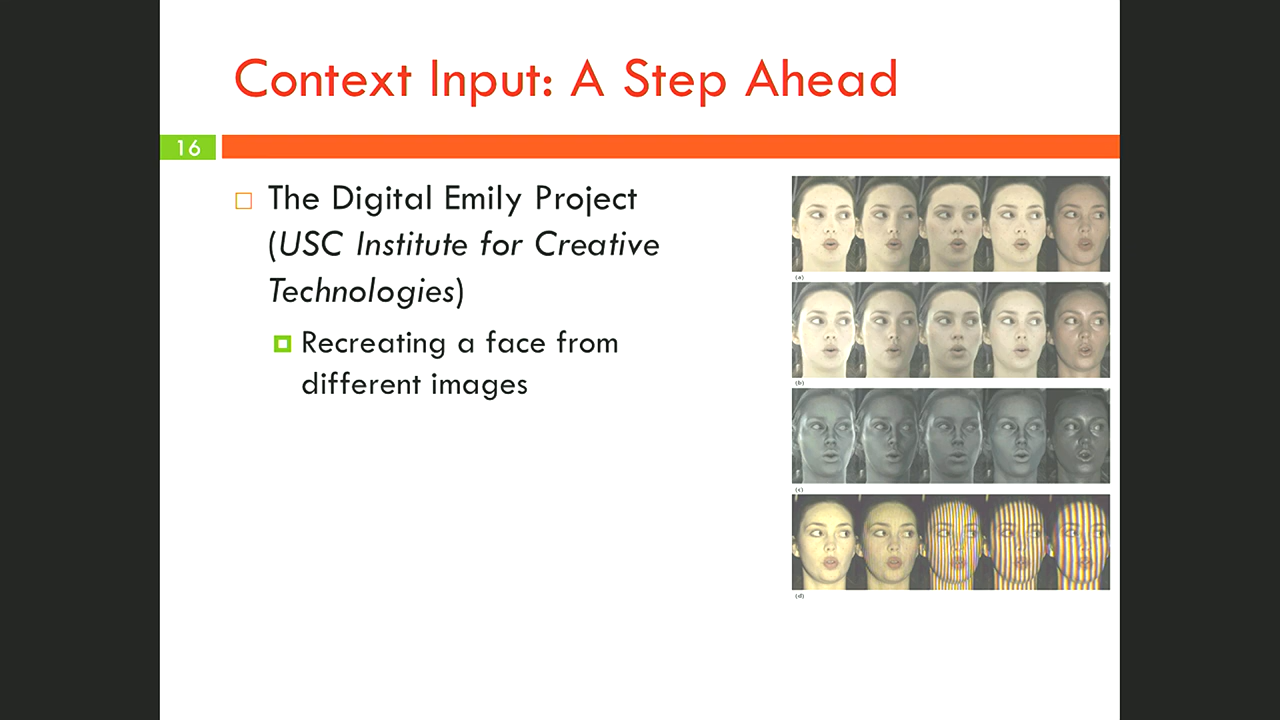 Context Input: A Step Ahead
16
The Digital Emily Project
(USC Institute for Creative
Technologies)
Recreating a face from
different images
(a)
(b)
(c)
(d)